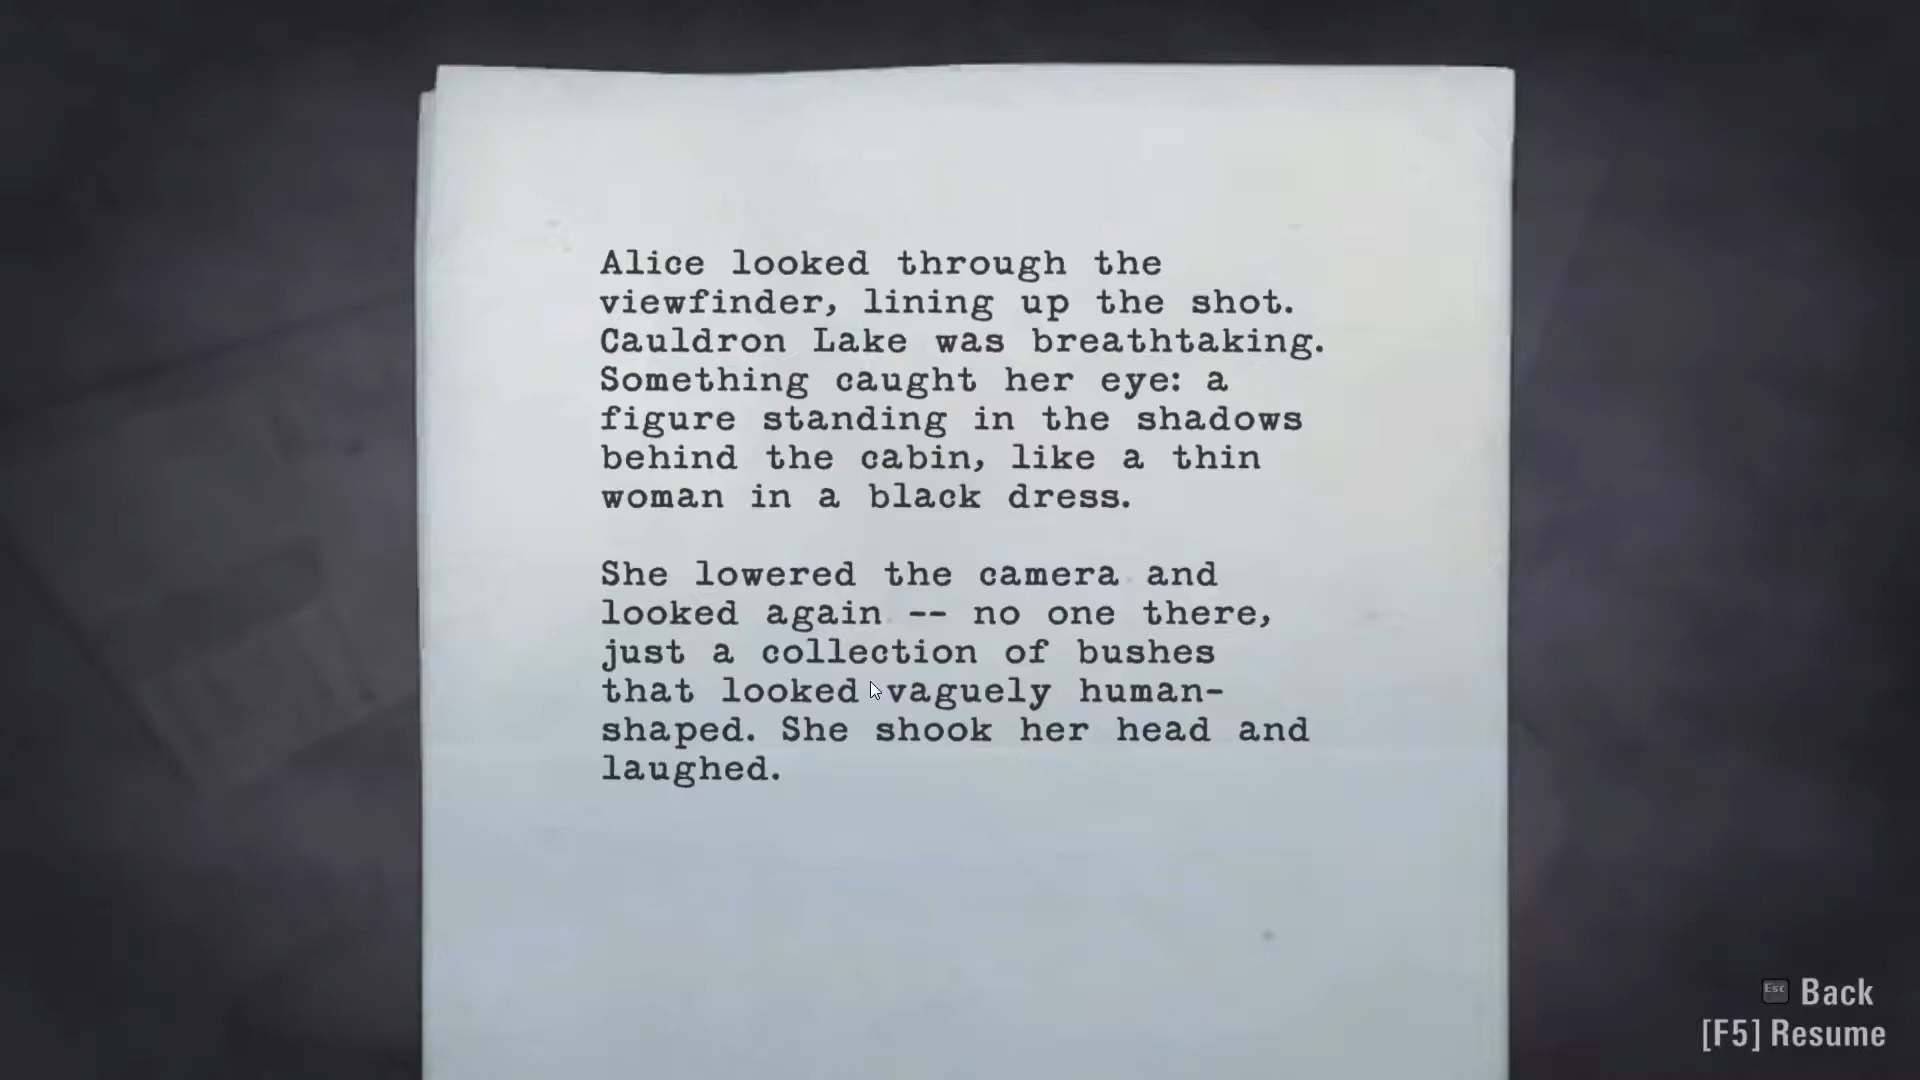 Alice looked through the
viewfinder, lining up the shot.
Cauldron Lake was breathtaking.
Something caught her eye: a
figure standing in the shadows
behind the cabin, like a thin
woman in a black dress.
She lowered the camera and
looked again -- no one there,
just a collection of bushes
that looked vaguely human-
shaped. She shook her head and
laughed.
Esc Back
[F5] Resume